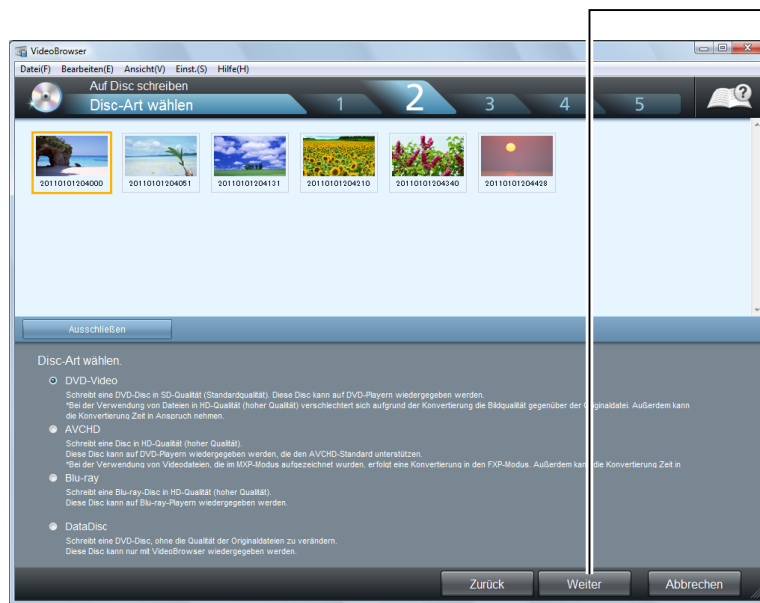 VideoBrowser
Datei(F) Bearbeiten(E) Ansicht(V) Einst.(S) Hilfe(H)
Auf Disc schreiben
Disc-Art wählen
1 2 3 4 5
20110101204000 20110101204051 20110101204131 20110101204210 20110101204340 20110101204428
Ausschließen
Disc-Art wählen.
DVD-Video
Schreibt eine DVD-Disc in SD-Qualität (Standardqualität). Diese Disc kann auf DVD-Playern wiedergegeben werden.
*Bei der Verwendung von Dateien in HD-Qualität (hoher Qualität) verschlechtert sich aufgrund der Konvertierung die Bildqualität gegenüber der ginaldatei. Außerdem kann
die Konvertierung Zeit in Anspruch nehmen.
AVCHD
Schreibt eine Disc in HD-Qualität (hoher Qualität).
Diese Disc kann auf DVD-Playern wiedergegeben werden, die den AVCHD-Standard unterstützen.
*Bei der Verwendung von Videodateien, die im MXP-Modus aufgezeichnet wurden, erfolgt eine Konvertierung in den FXP-Modus. Außerdem kann die Konvertierung Zeit in
Blu-ray
Schreibt eine Blu-ray-Disc in HD-Qualität (hoher Qualität).
Diese Disc kann auf Blu-ray-Playern wiedergegeben werden.
DataDisc
Schreibt eine DVD-Disc, ohne die Qualität der Originaldateien zu verändern.
Diese Disc kann nur mit VideoBrowser wiedergegeben werden.
Zurück Weiter Abbrechen